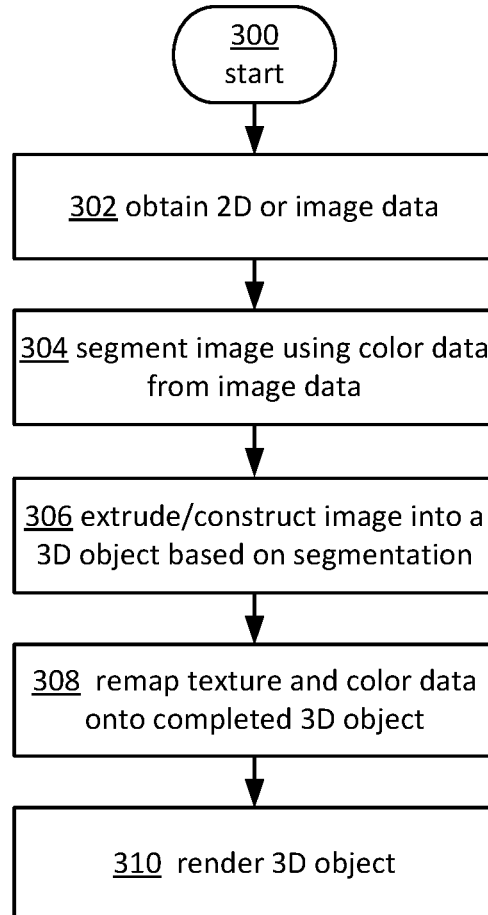 300
start
302 obtain 2D or image data
304 segment image using color data
from image data
306 extrude/construct image into a
3D object based on segmentation
308 remap texture and color data
onto completed 3D object
310 render 3D object